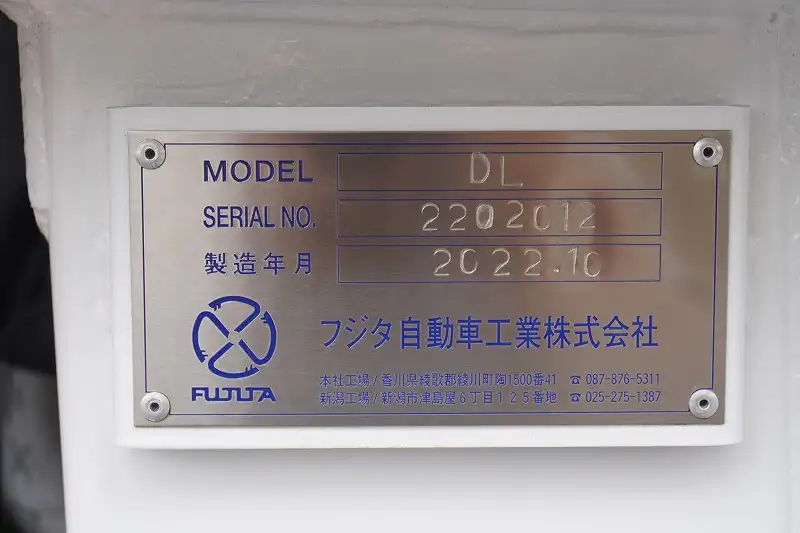 MODEL DL
SERIAL NO. 2202012
製造年月 2022.10
フジタ自動車工業株式会社
FUJITA
本社工場/香川県綾歌郡綾川町陶1500番41 ☎ 087-876-5311
新潟工場/新潟市津島屋6丁目125番地 ☎ 025-275-1387